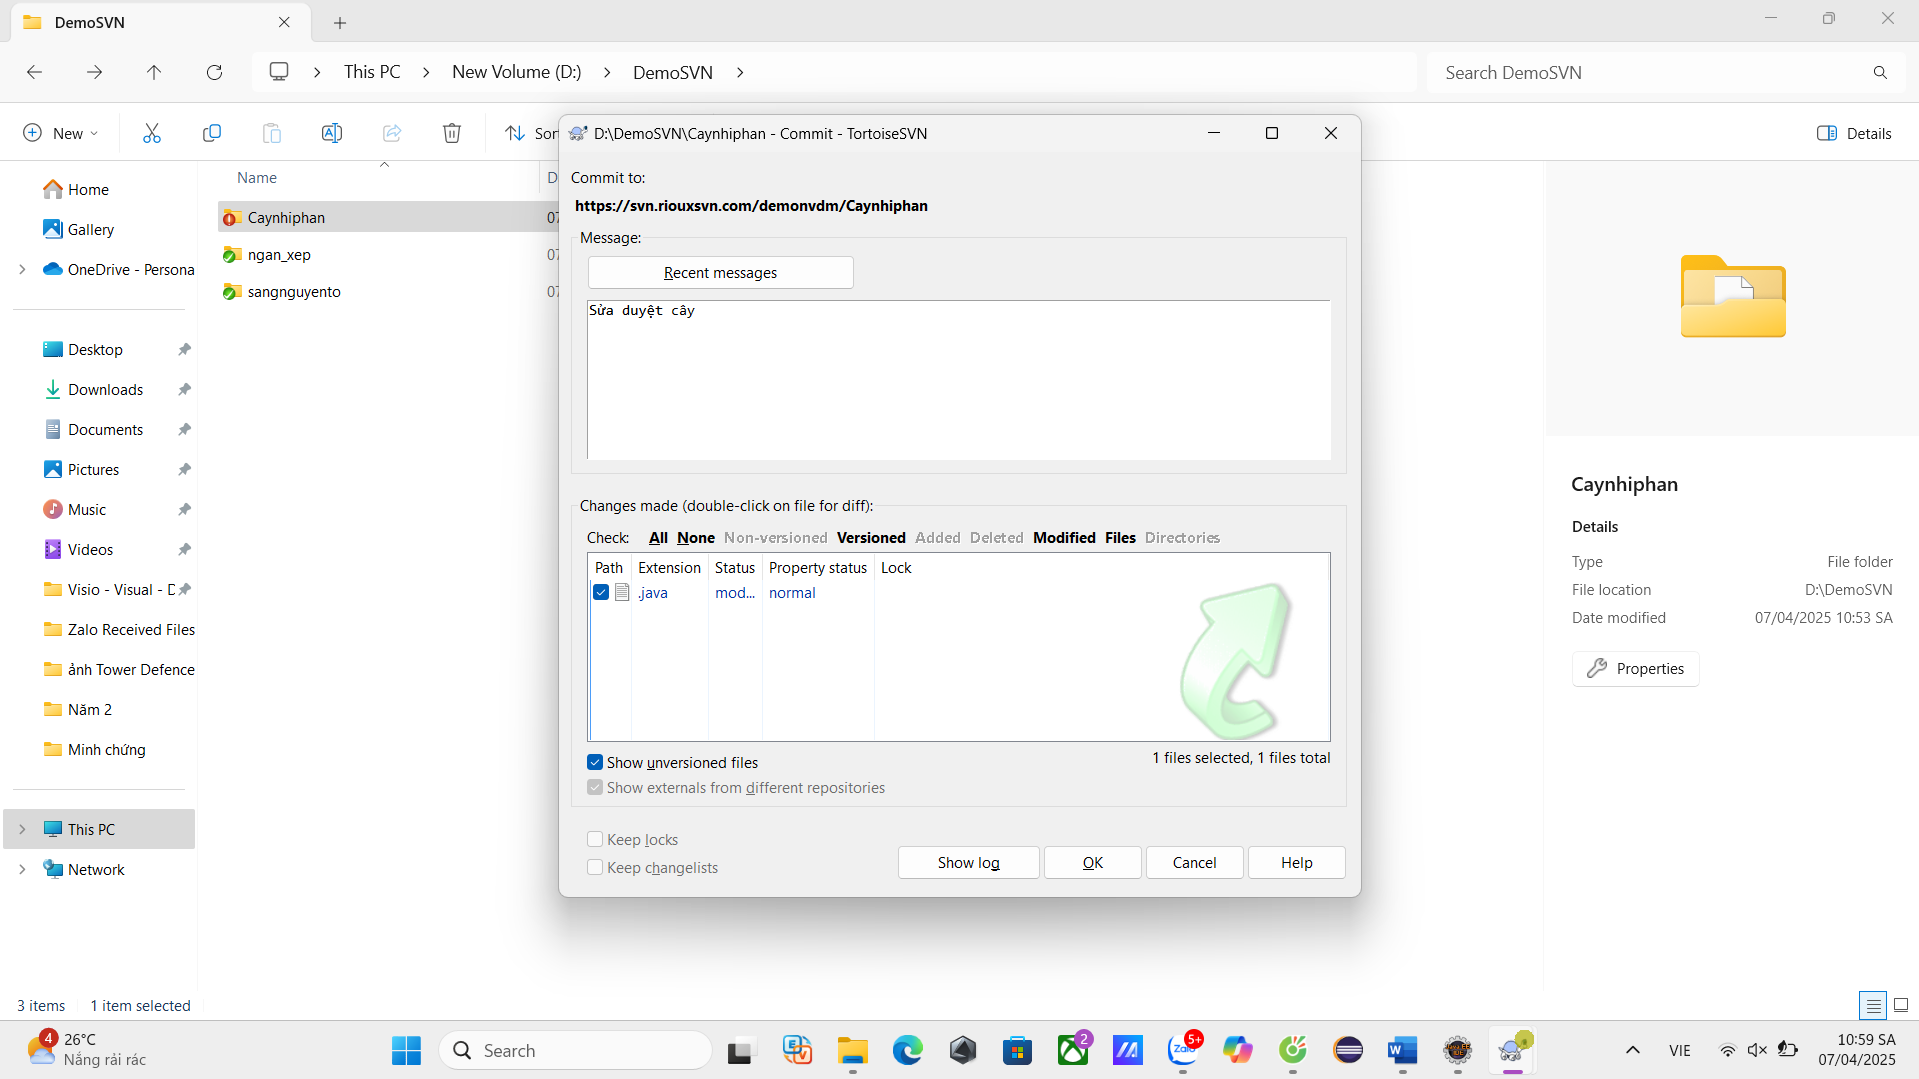 DemoSVN
This PC
New Volume (D:)
DemoSVN
Search DemoSVN
New
Sort
Details
Home
Gallery
OneDrive - Persona
Desktop
Downloads
Documents
Pictures
Music
Videos
Visio - Visual - D
Zalo Received Files
ảnh Tower Defence
Năm 2
Minh chứng
This PC
Network
Name
Caynhiphan
ngan_xep
sangnguyento
D:\DemoSVN\Caynhiphan - Commit - TortoiseSVN
Commit to:
https://svn.riouxsvn.com/demonvdm/Caynhiphan
Message:
Recent messages
Sửa duyệt cây
Changes made (double-click on file for diff):
Check: All None Non-versioned Versioned Added Deleted Modified Files Directories
Path Extension Status Property status Lock
.java mod... normal
Show unversioned files
1 files selected, 1 files total
Show externals from different repositories
Keep locks
Keep changelists
Show log
OK
Cancel
Help
Caynhiphan
Details
Type File folder
File location D:\DemoSVN
Date modified 07/04/2025 10:53 SA
Properties
3 items 1 item selected
4
26°C
Nắng rải rác
Search
2
Zalo
5+
VIE
10:59 SA
07/04/2025